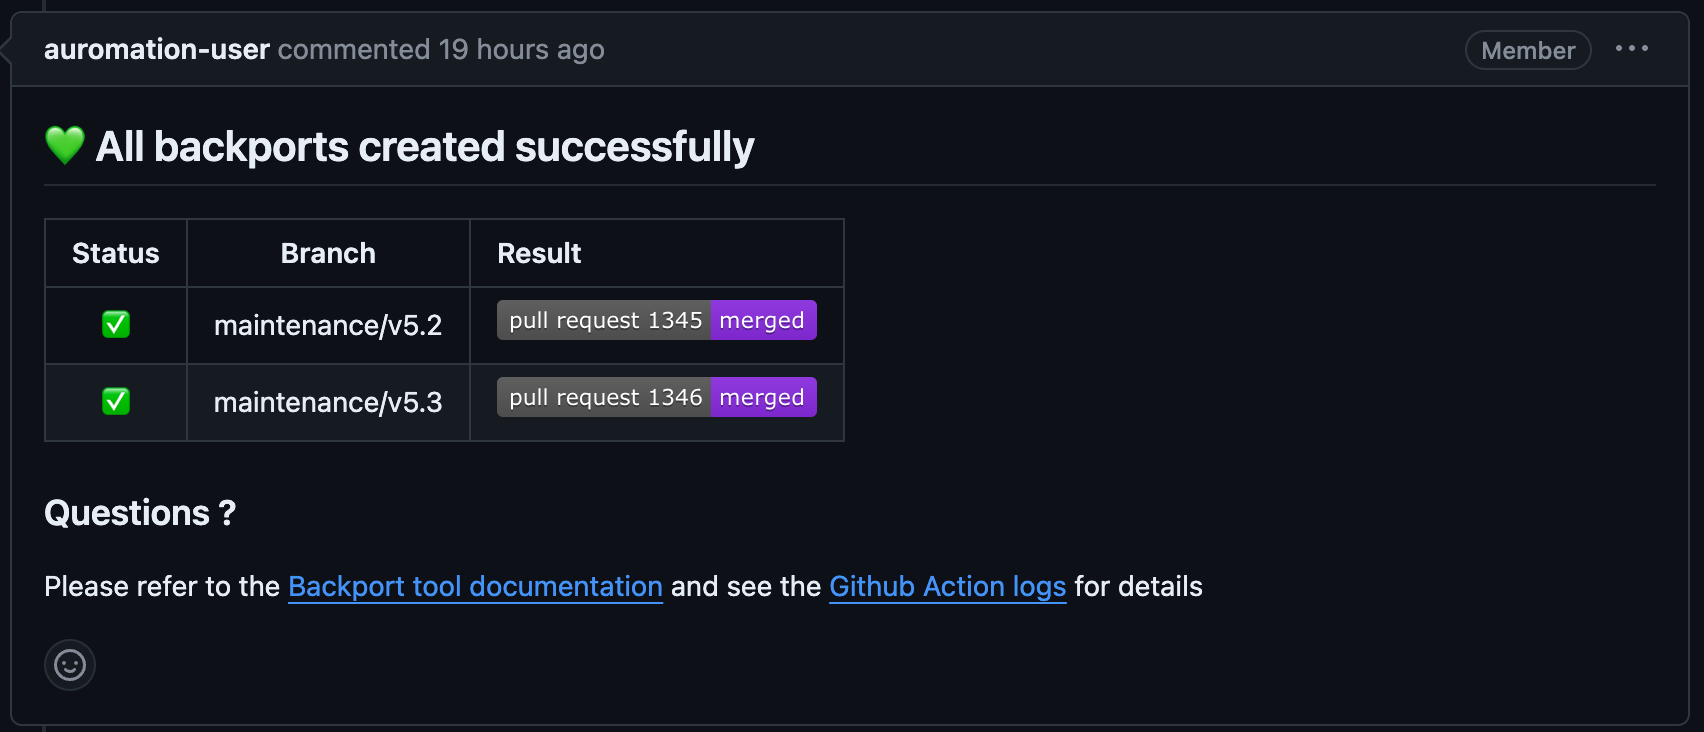 auromation-user commented 19 hours ago Member
💚 All backports created successfully
Status Branch Result
✅ maintenance/v5.2 pull request 1345 merged
✅ maintenance/v5.3 pull request 1346 merged
Questions ?
Please refer to the Backport tool documentation and see the Github Action logs for details